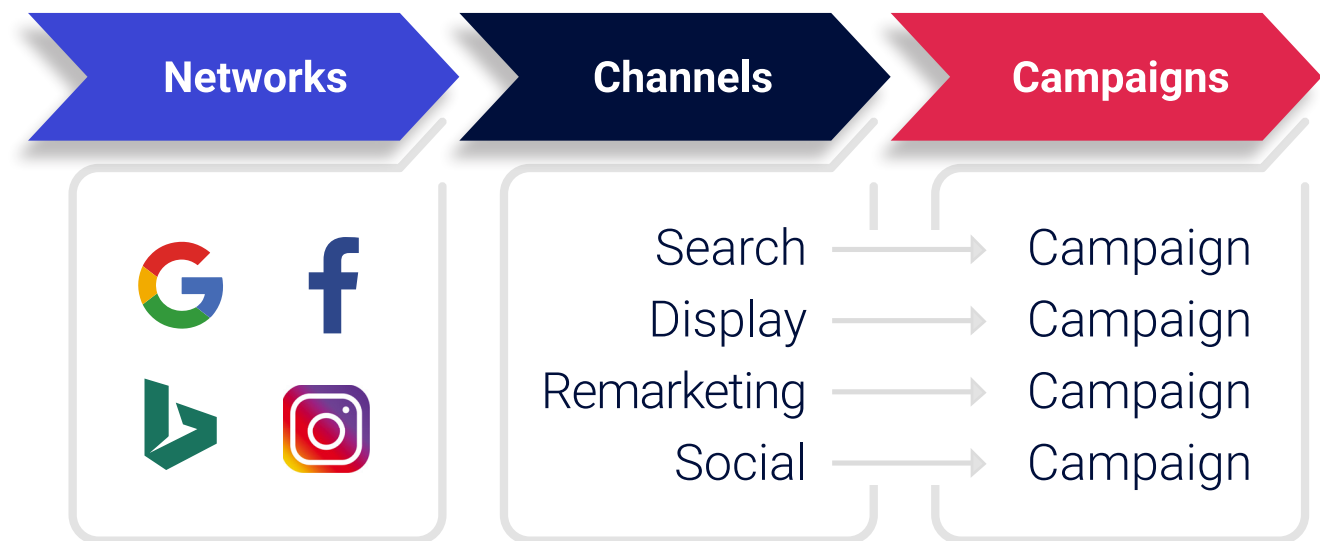 Networks
Channels
Campaigns
Search
Campaign
Display
Campaign
Remarketing
Campaign
Social
Campaign